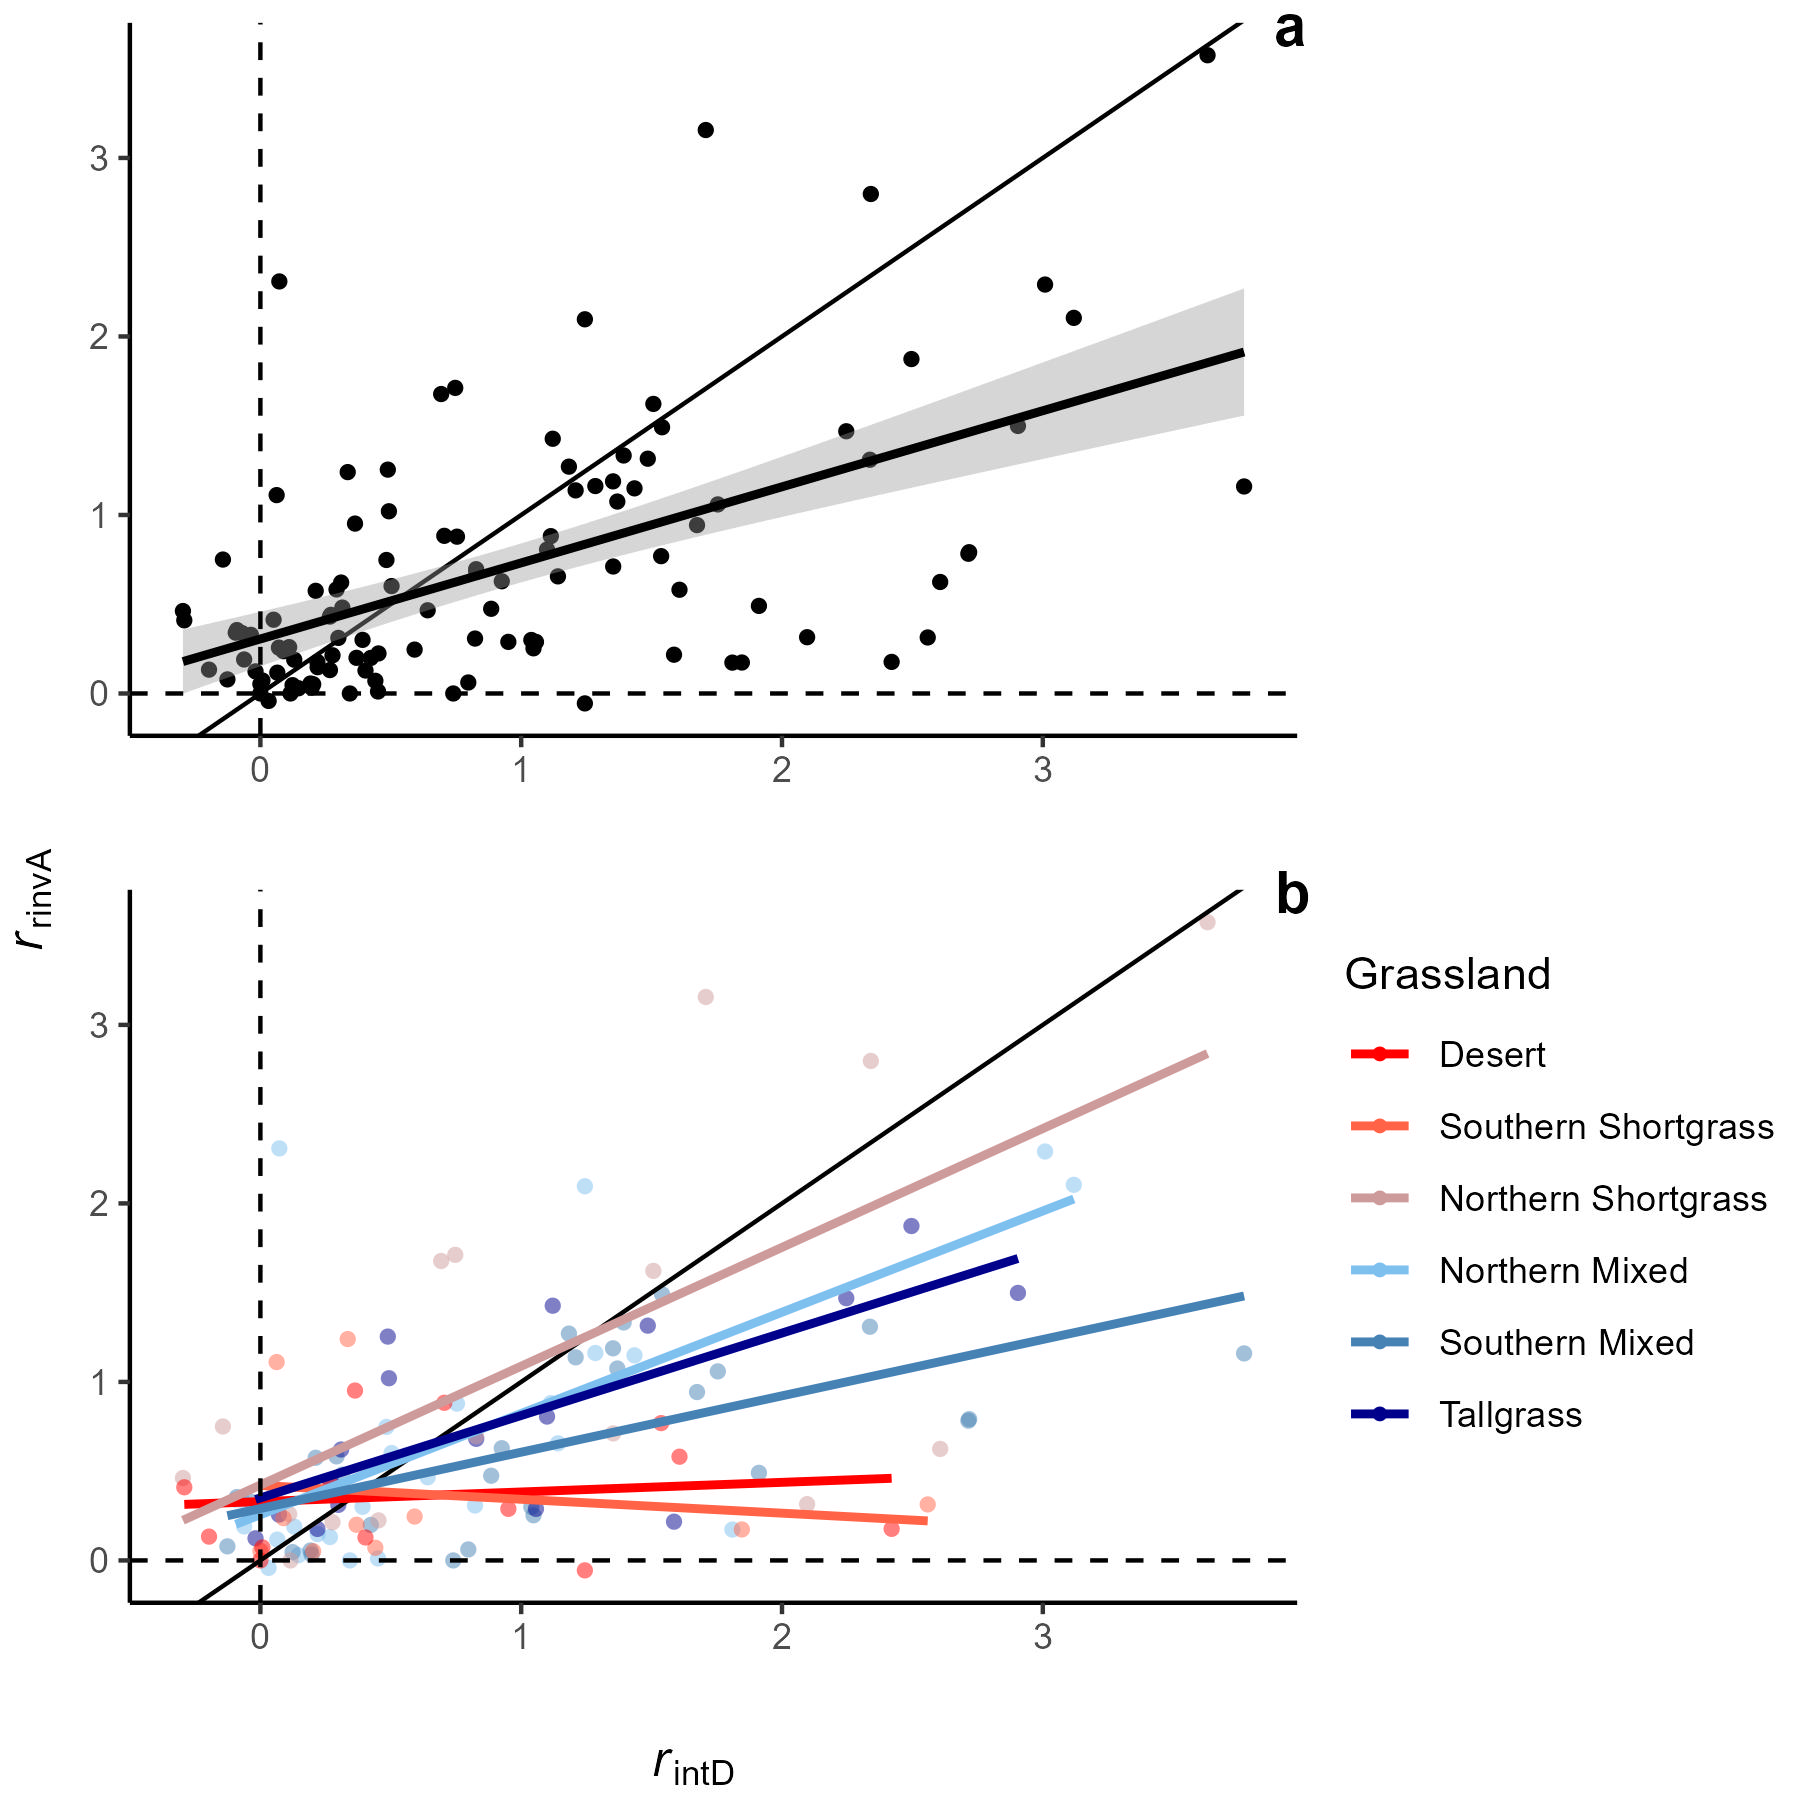 a
3
2
1
0
0 1 2 3
r rinvA
b
3
2
1
0
0 1 2 3
r intD
Grassland
Desert
Southern Shortgrass
Northern Shortgrass
Northern Mixed
Southern Mixed
Tallgrass